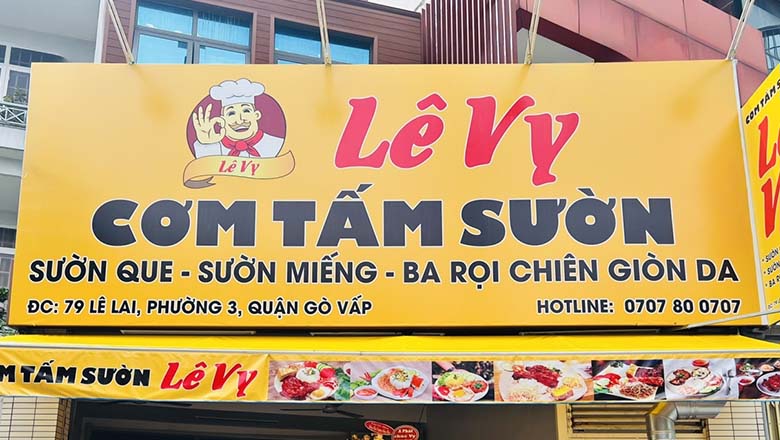 Lê Vy
Lê Vy
CƠM TẤM SƯỜN
SƯỜN QUE - SƯỜN MIẾNG - BA RỌI CHIÊN GIÒN DA
ĐC: 79 LÊ LAI, PHƯỜNG 3, QUẬN GÒ VẤP
HOTLINE: 0707 80 0707
CƠM TẤM S
M TẤM SƯỜN Lê Vy